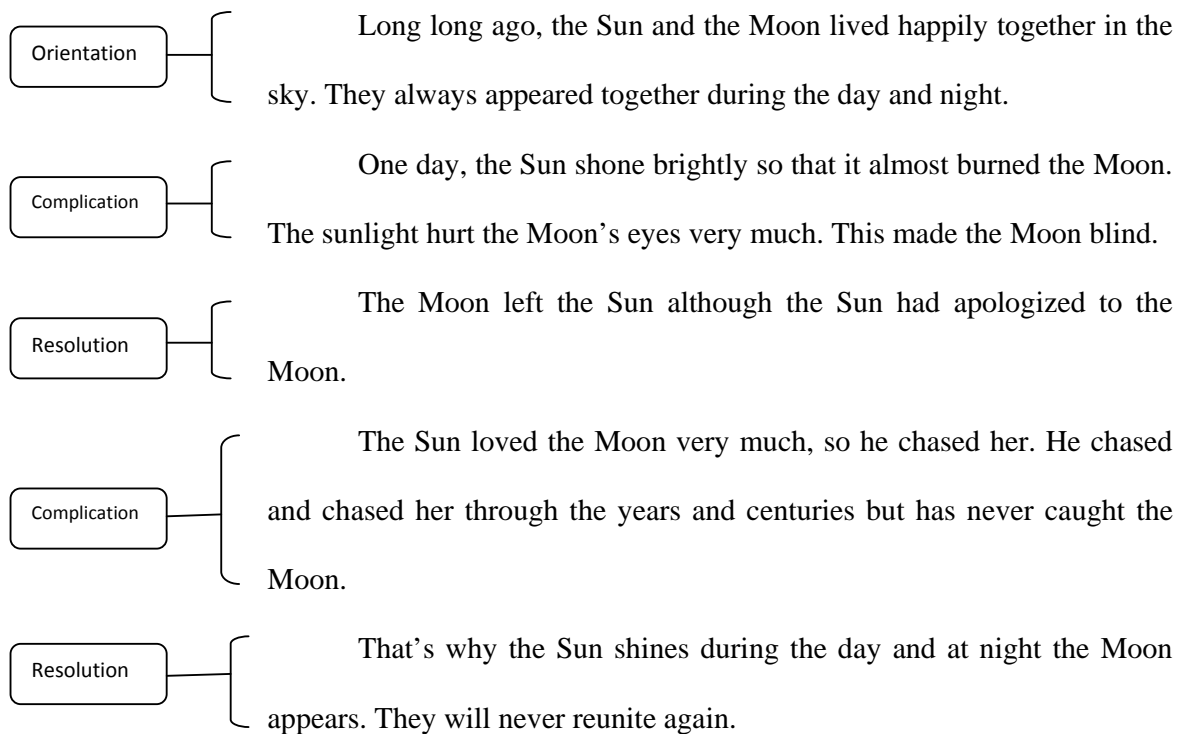 Orientation
Long long ago, the Sun and the Moon lived happily together in the
sky. They always appeared together during the day and night.
Complication
One day, the Sun shone brightly so that it almost burned the Moon.
The sunlight hurt the Moon’s eyes very much. This made the Moon blind.
Resolution
The Moon left the Sun although the Sun had apologized to the
Moon.
Complication
The Sun loved the Moon very much, so he chased her. He chased
and chased her through the years and centuries but has never caught the
Moon.
Resolution
That’s why the Sun shines during the day and at night the Moon
appears. They will never reunite again.